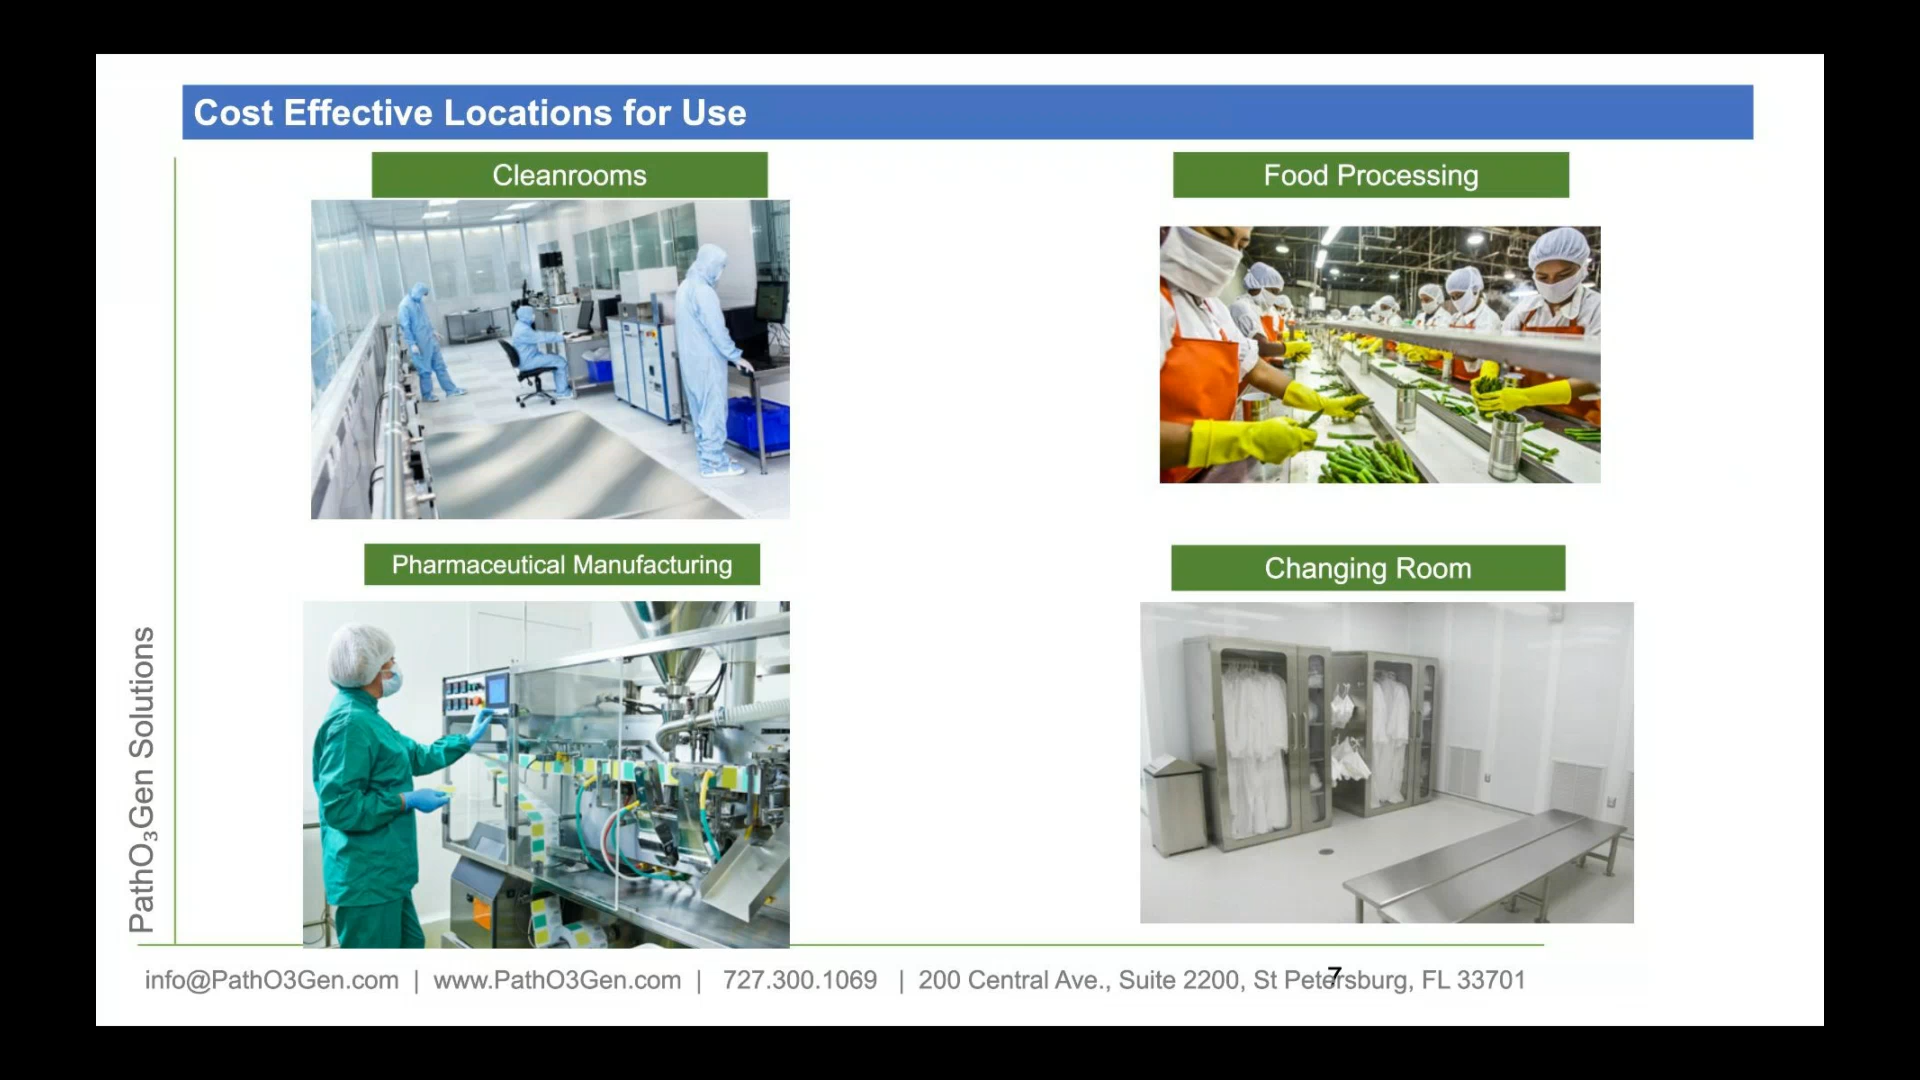 Cost Effective Locations for Use
Cleanrooms
Food Processing
Pharmaceutical Manufacturing
Changing Room
PathO₃Gen Solutions
info@PathO3Gen.com | www.PathO3Gen.com | 727.300.1069 | 200 Central Ave., Suite 2200, St Petersburg, FL 33701
7